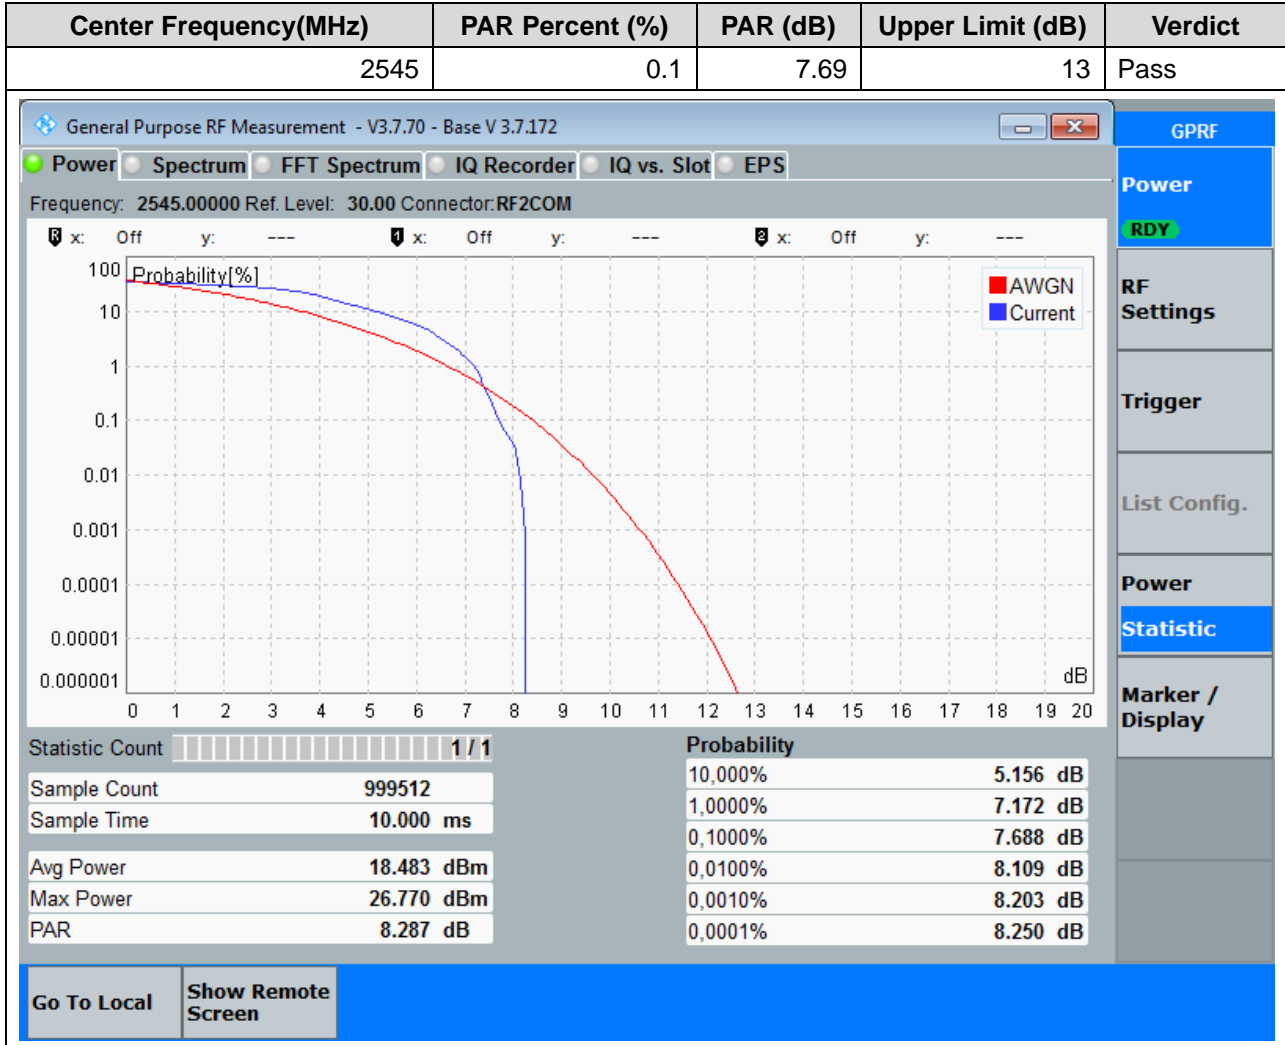 Center Frequency(MHz) PAR Percent (%) PAR (dB) Upper Limit (dB) Verdict
2545 0.1 7.69 13 Pass
General Purpose RF Measurement - V3.7.70 - Base V 3.7.172
GPRF
Power Spectrum FFT Spectrum IQ Recorder IQ vs. Slot EPS
Frequency: 2545.00000 Ref. Level: 30.00 Connector: RF2COM
R x: Off y: --- 1 x: Off y: --- 2 x: Off y: ---
Probability[%]
AWGN
Current
100
10
1
0.1
0.01
0.001
0.0001
0.00001
0.000001
dB
0 1 2 3 4 5 6 7 8 9 10 11 12 13 14 15 16 17 18 19 20
Statistic Count 1 / 1
Sample Count 999512
Sample Time 10.000 ms
Avg Power 18.483 dBm
Max Power 26.770 dBm
PAR 8.287 dB
Probability
10,000% 5.156 dB
1,0000% 7.172 dB
0,1000% 7.688 dB
0,0100% 8.109 dB
0,0010% 8.203 dB
0,0001% 8.250 dB
Power
RDY
RF
Settings
Trigger
List Config.
Power
Statistic
Marker /
Display
Go To Local
Show Remote
Screen